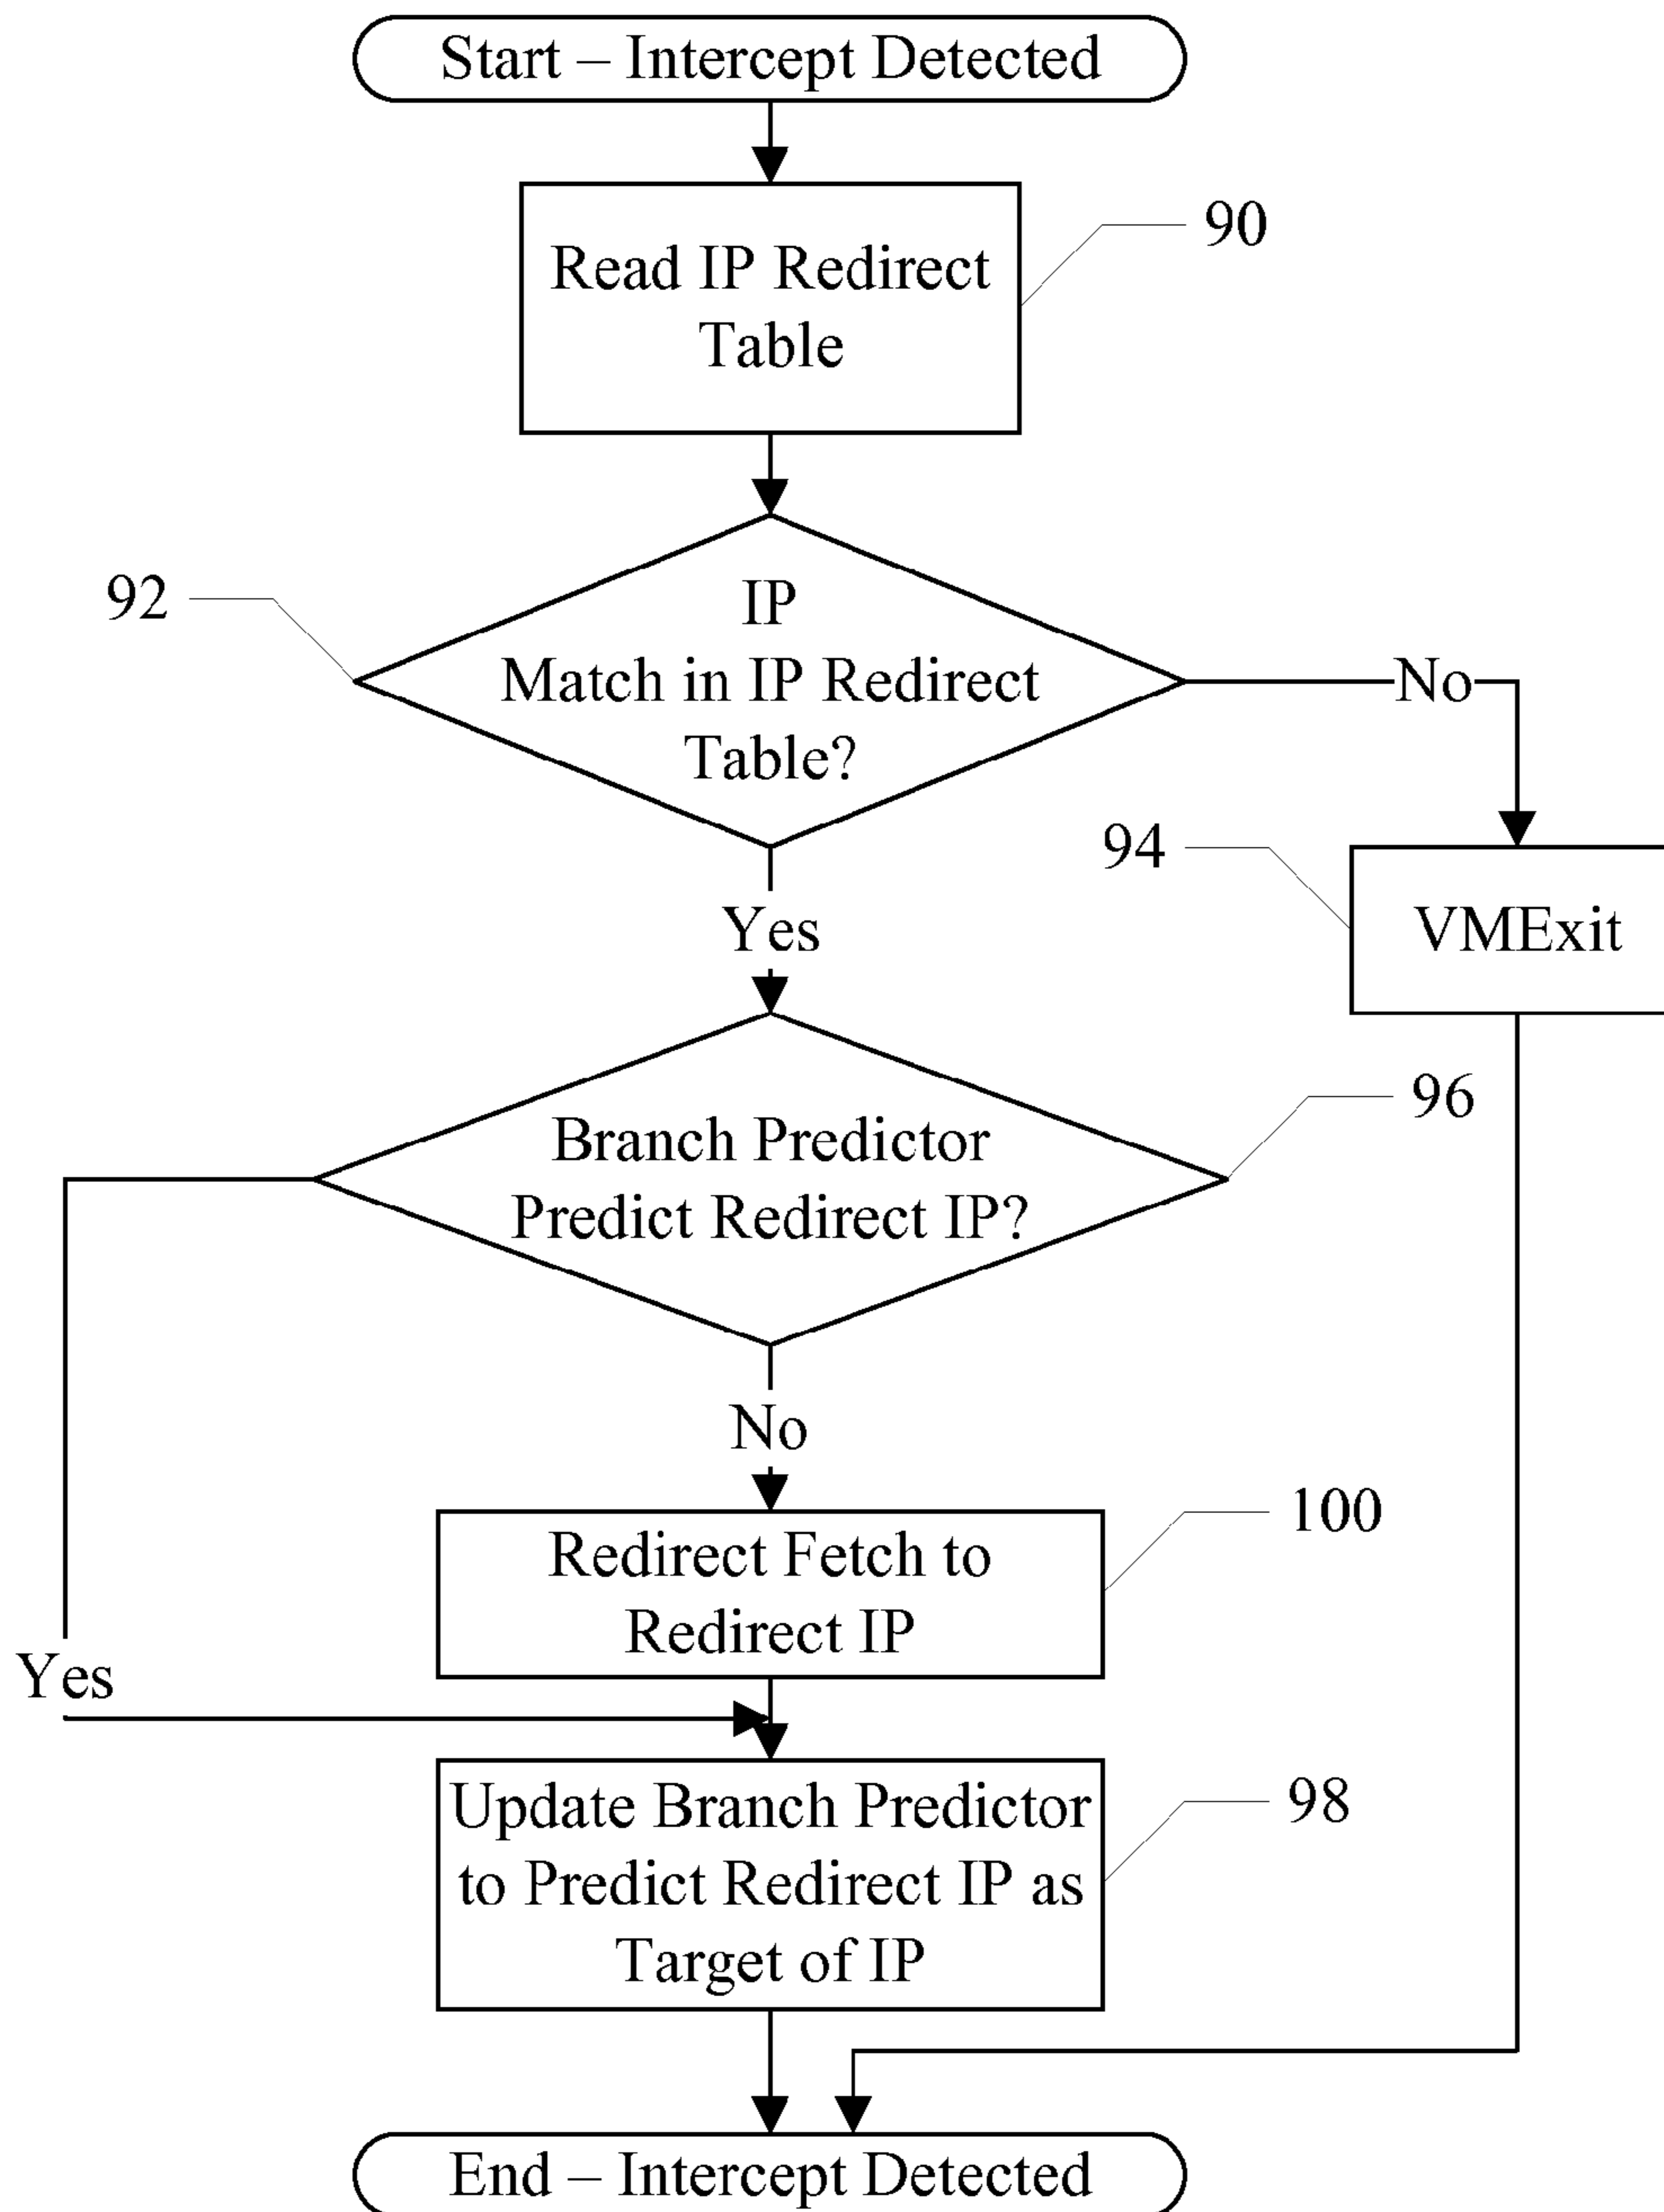 Start – Intercept Detected
90
Read IP Redirect
Table
92
IP
Match in IP Redirect
Table?
No
94
VMExit
Yes
96
Branch Predictor
Predict Redirect IP?
No
100
Redirect Fetch to
Redirect IP
Yes
98
Update Branch Predictor
to Predict Redirect IP as
Target of IP
End – Intercept Detected